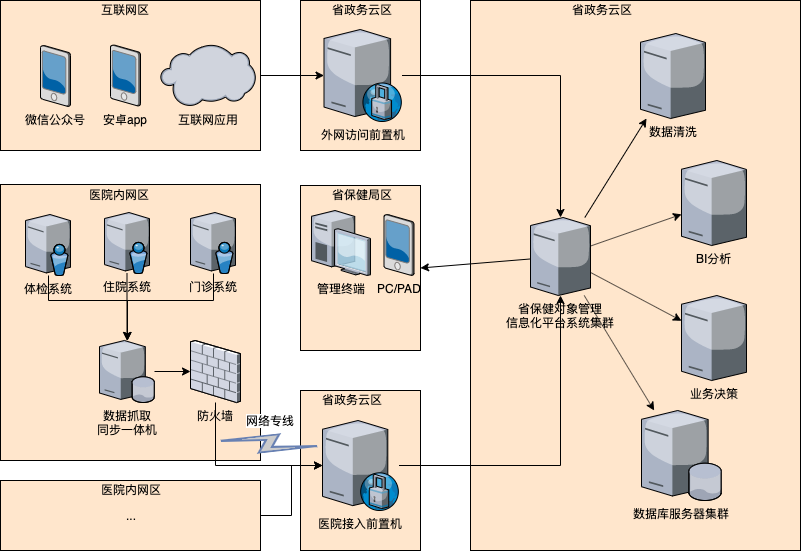 互联网区
微信公众号
安卓app
互联网应用
省政务云区
外网访问前置机
省政务云区
数据清洗
BI分析
业务决策
数据库服务器集群
省保健对象管理
信息化平台系统集群
医院内网区
体检系统
住院系统
门诊系统
数据抓取
同步一体机
防火墙
网络专线
省保健局区
管理终端
PC/PAD
省政务云区
医院接入前置机
医院内网区
...